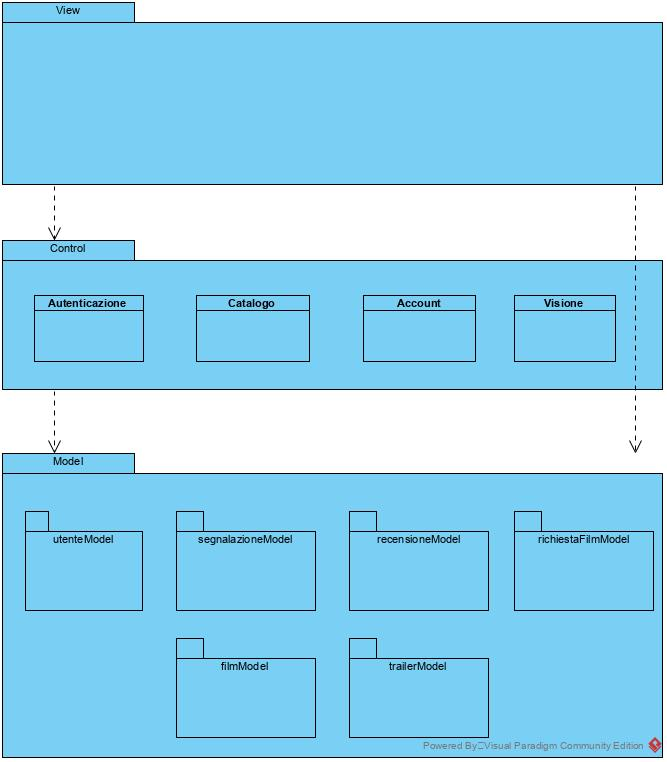 View
Control
Autenticazione
Catalogo
Account
Visione
Model
utenteModel
segnalazioneModel
recensioneModel
richiestaFilmModel
filmModel
trailerModel
Powered By Visual Paradigm Community Edition